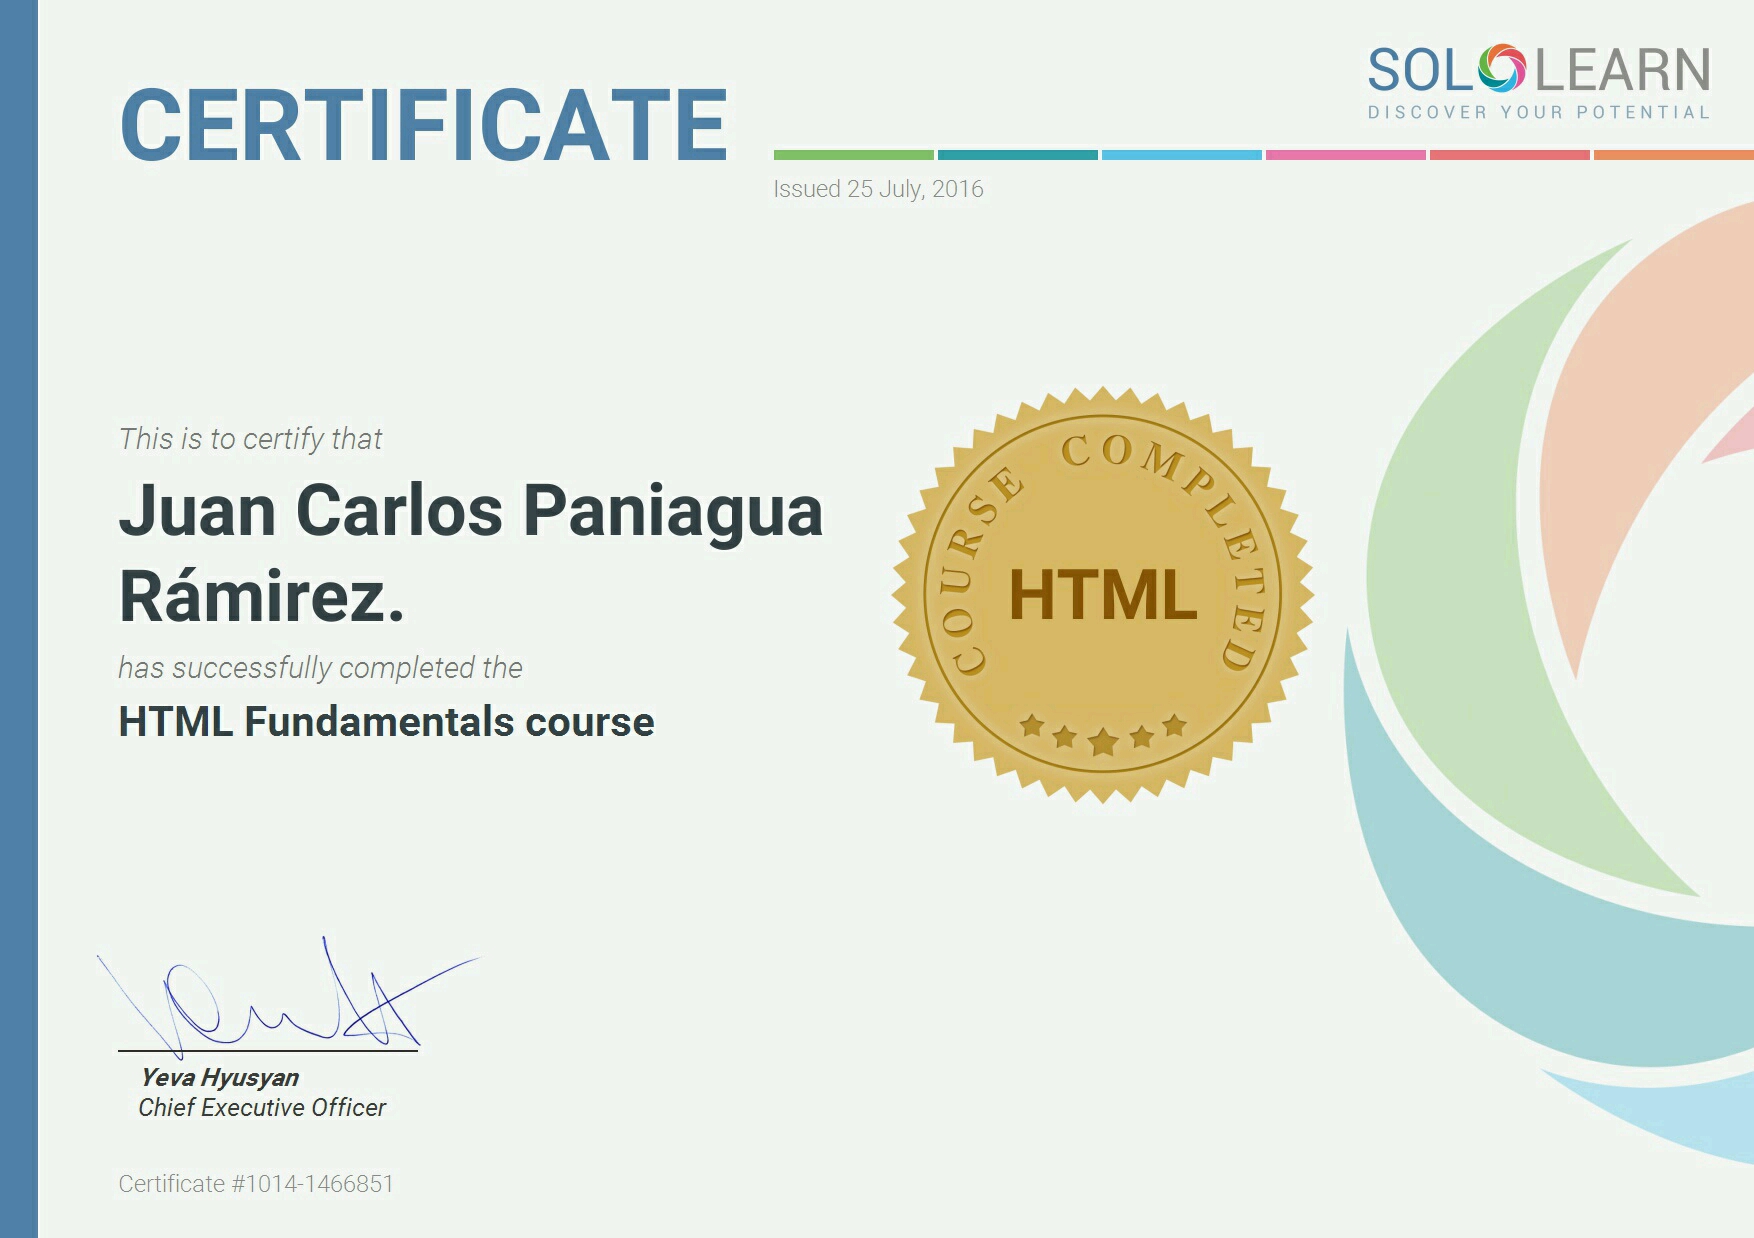 SOLOLEARN
DISCOVER YOUR POTENTIAL
CERTIFICATE
Issued 25 July, 2016
This is to certify that
Juan Carlos Paniagua
Rámirez.
has successfully completed the
HTML Fundamentals course
COURSE COMPLETED
HTML
Yeva Hyusyan
Chief Executive Officer
Certificate #1014-1466851